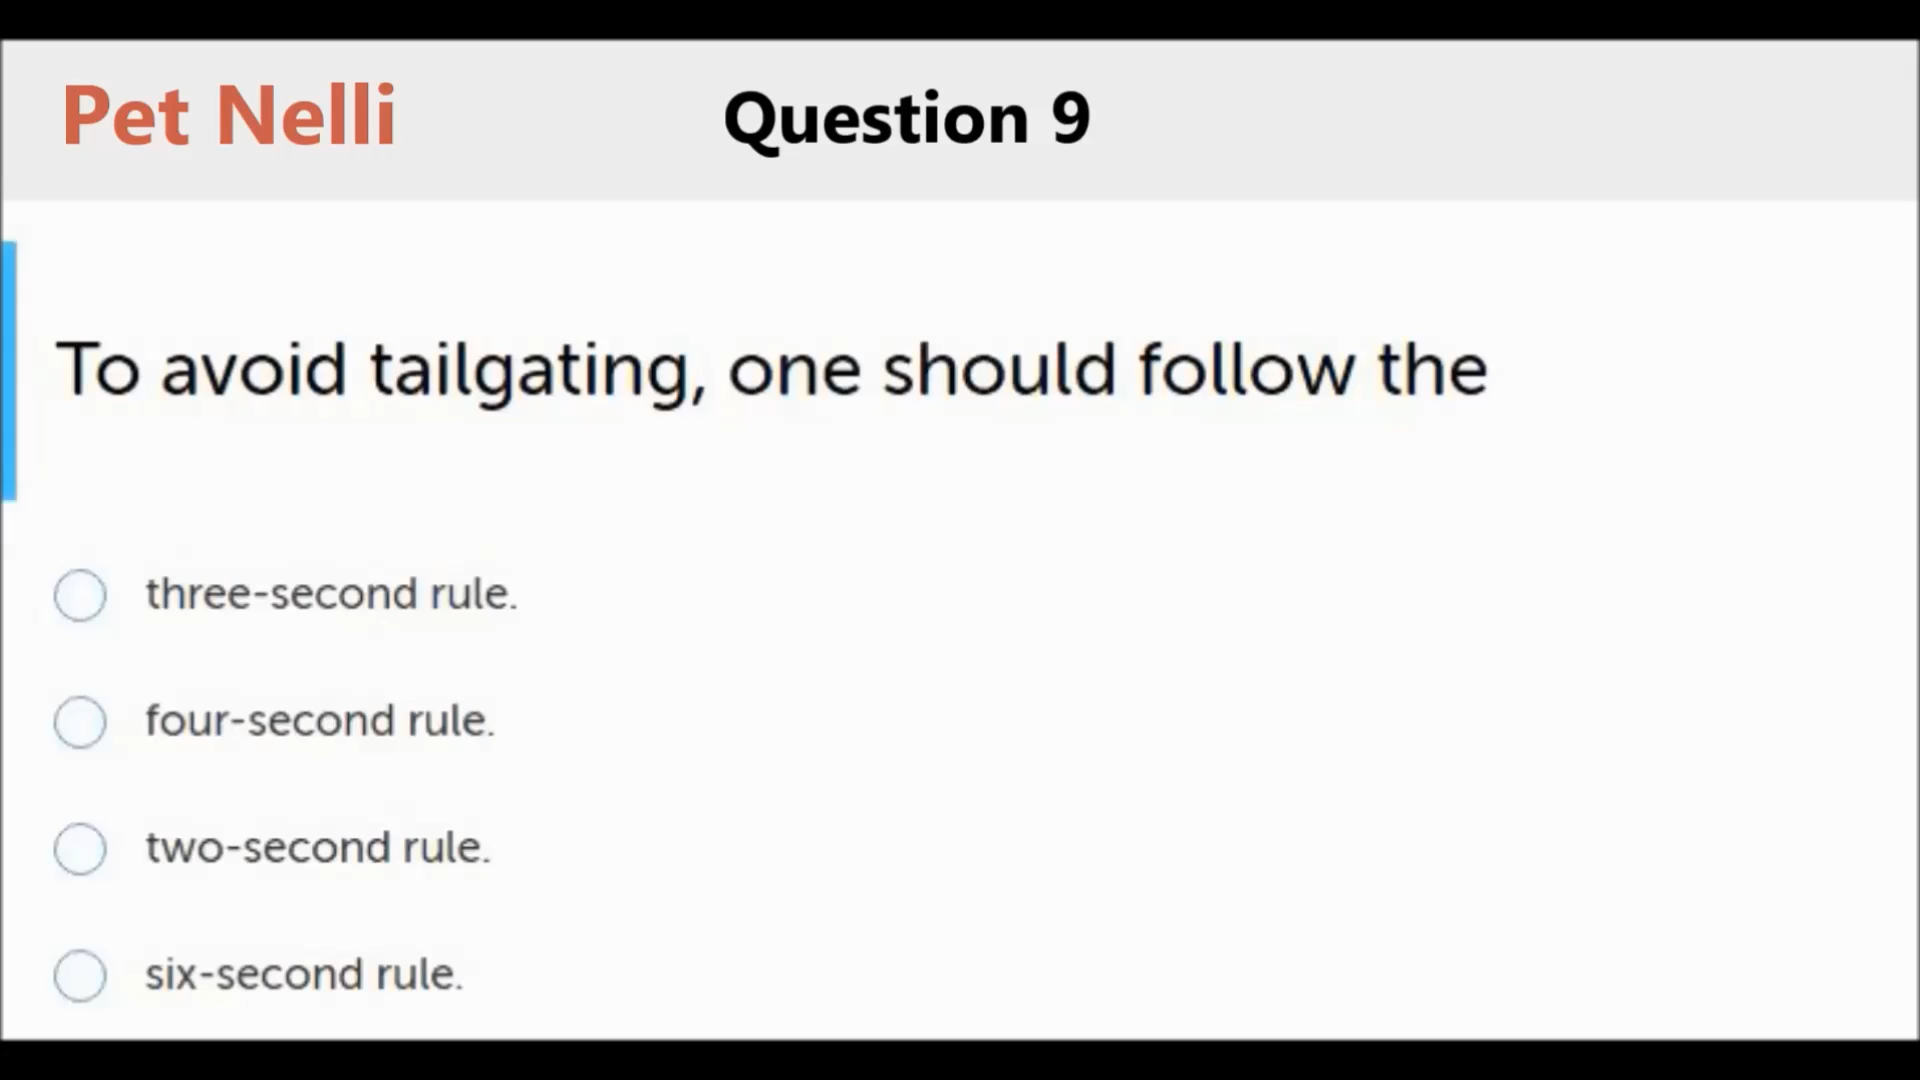 Pet Nelli
Question 9
To avoid tailgating, one should follow the
three-second rule.
four-second rule.
two-second rule.
six-second rule.